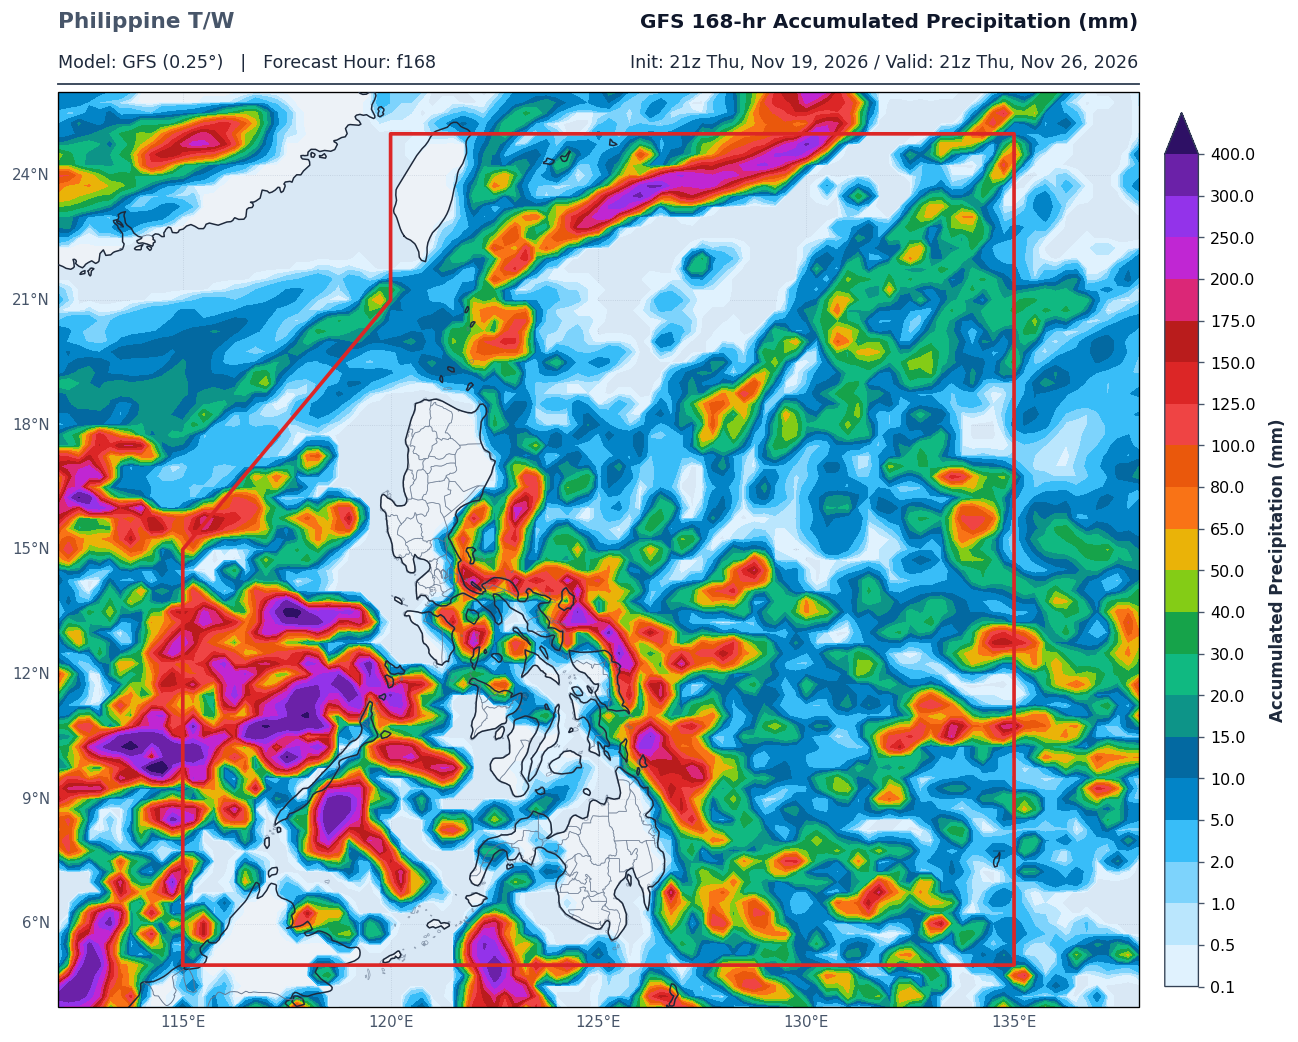 Philippine T/W
GFS 168-hr Accumulated Precipitation (mm)
Model: GFS (0.25°)   |   Forecast Hour: f168
Init: 21z Thu, Nov 19, 2026 / Valid: 21z Thu, Nov 26, 2026
24°N
21°N
18°N
15°N
12°N
9°N
6°N
115°E
120°E
125°E
130°E
135°E
400.0
300.0
250.0
200.0
175.0
150.0
125.0
100.0
80.0
65.0
50.0
40.0
30.0
20.0
15.0
10.0
5.0
2.0
1.0
0.5
0.1
Accumulated Precipitation (mm)